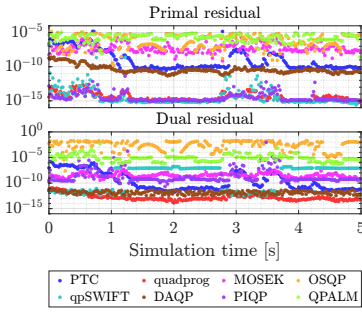 Primal residual
10^{-5}
10^{-10}
10^{-15}
Dual residual
10^{0}
10^{-5}
10^{-10}
10^{-15}
0 1 2 3 4 5
Simulation time [s]
PTC quadprog MOSEK OSQP
qpSWIFT DAQP PIQP QPALM